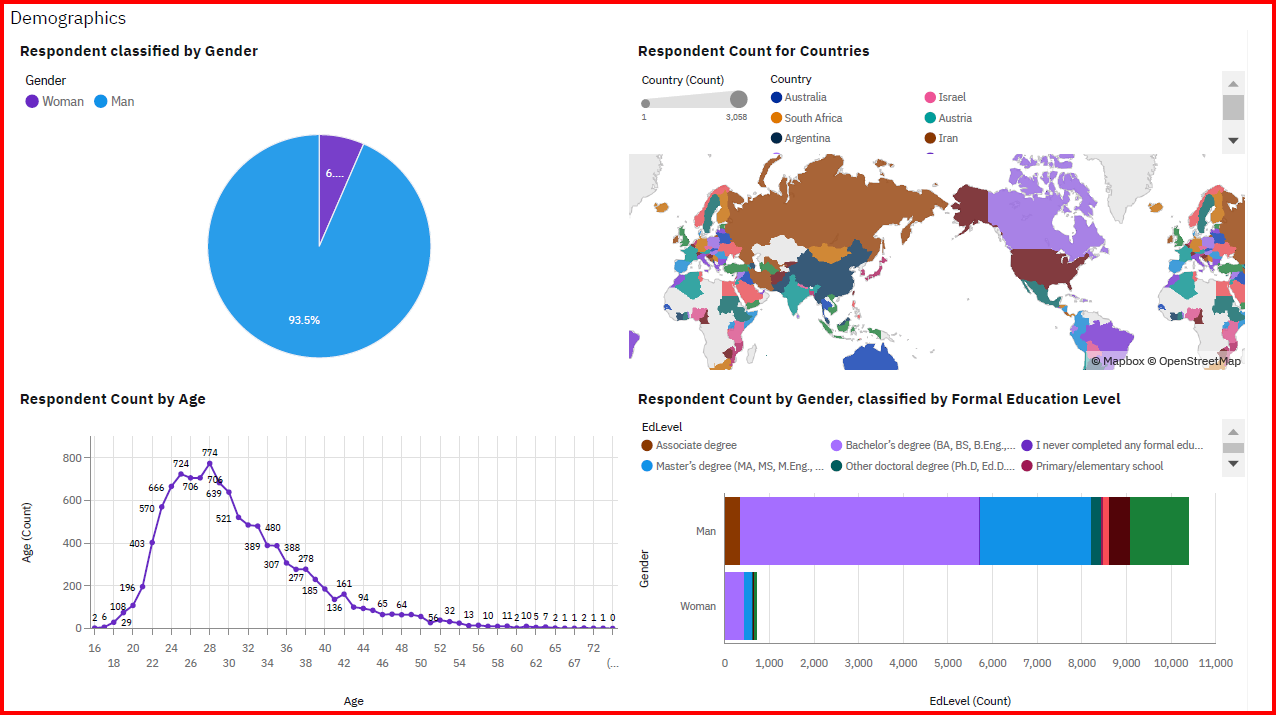 Demographics
Respondent classified by Gender
Gender
Woman Man
6....
93.5%
Respondent Count for Countries
Country (Count)
1 3,058
Country
Australia Israel
South Africa Austria
Argentina Iran
© Mapbox © OpenStreetMap
Respondent Count by Age
Age (Count)
800
600
400
200
0
774
724
666 706 706
639
570
521
480
403
389 388
307 278
277
196
185
161
136
108
94
65 64
29
56 32
2 6 13 10 11 2 10 5 7 2 1 1 2 1 1 0
16 20 24 28 32 36 40 44 48 52 56 60 65 72
18 22 26 30 34 38 42 46 50 54 58 62 67 (...
Age
Respondent Count by Gender, classified by Formal Education Level
EdLevel
Associate degree Bachelor's degree (BA, BS, B.Eng.,... I never completed any formal edu...
Master's degree (MA, MS, M.Eng., ... Other doctoral degree (Ph.D, Ed.D.... Primary/elementary school
Gender
Man
Woman
0 1,000 2,000 3,000 4,000 5,000 6,000 7,000 8,000 9,000 10,000 11,000
EdLevel (Count)